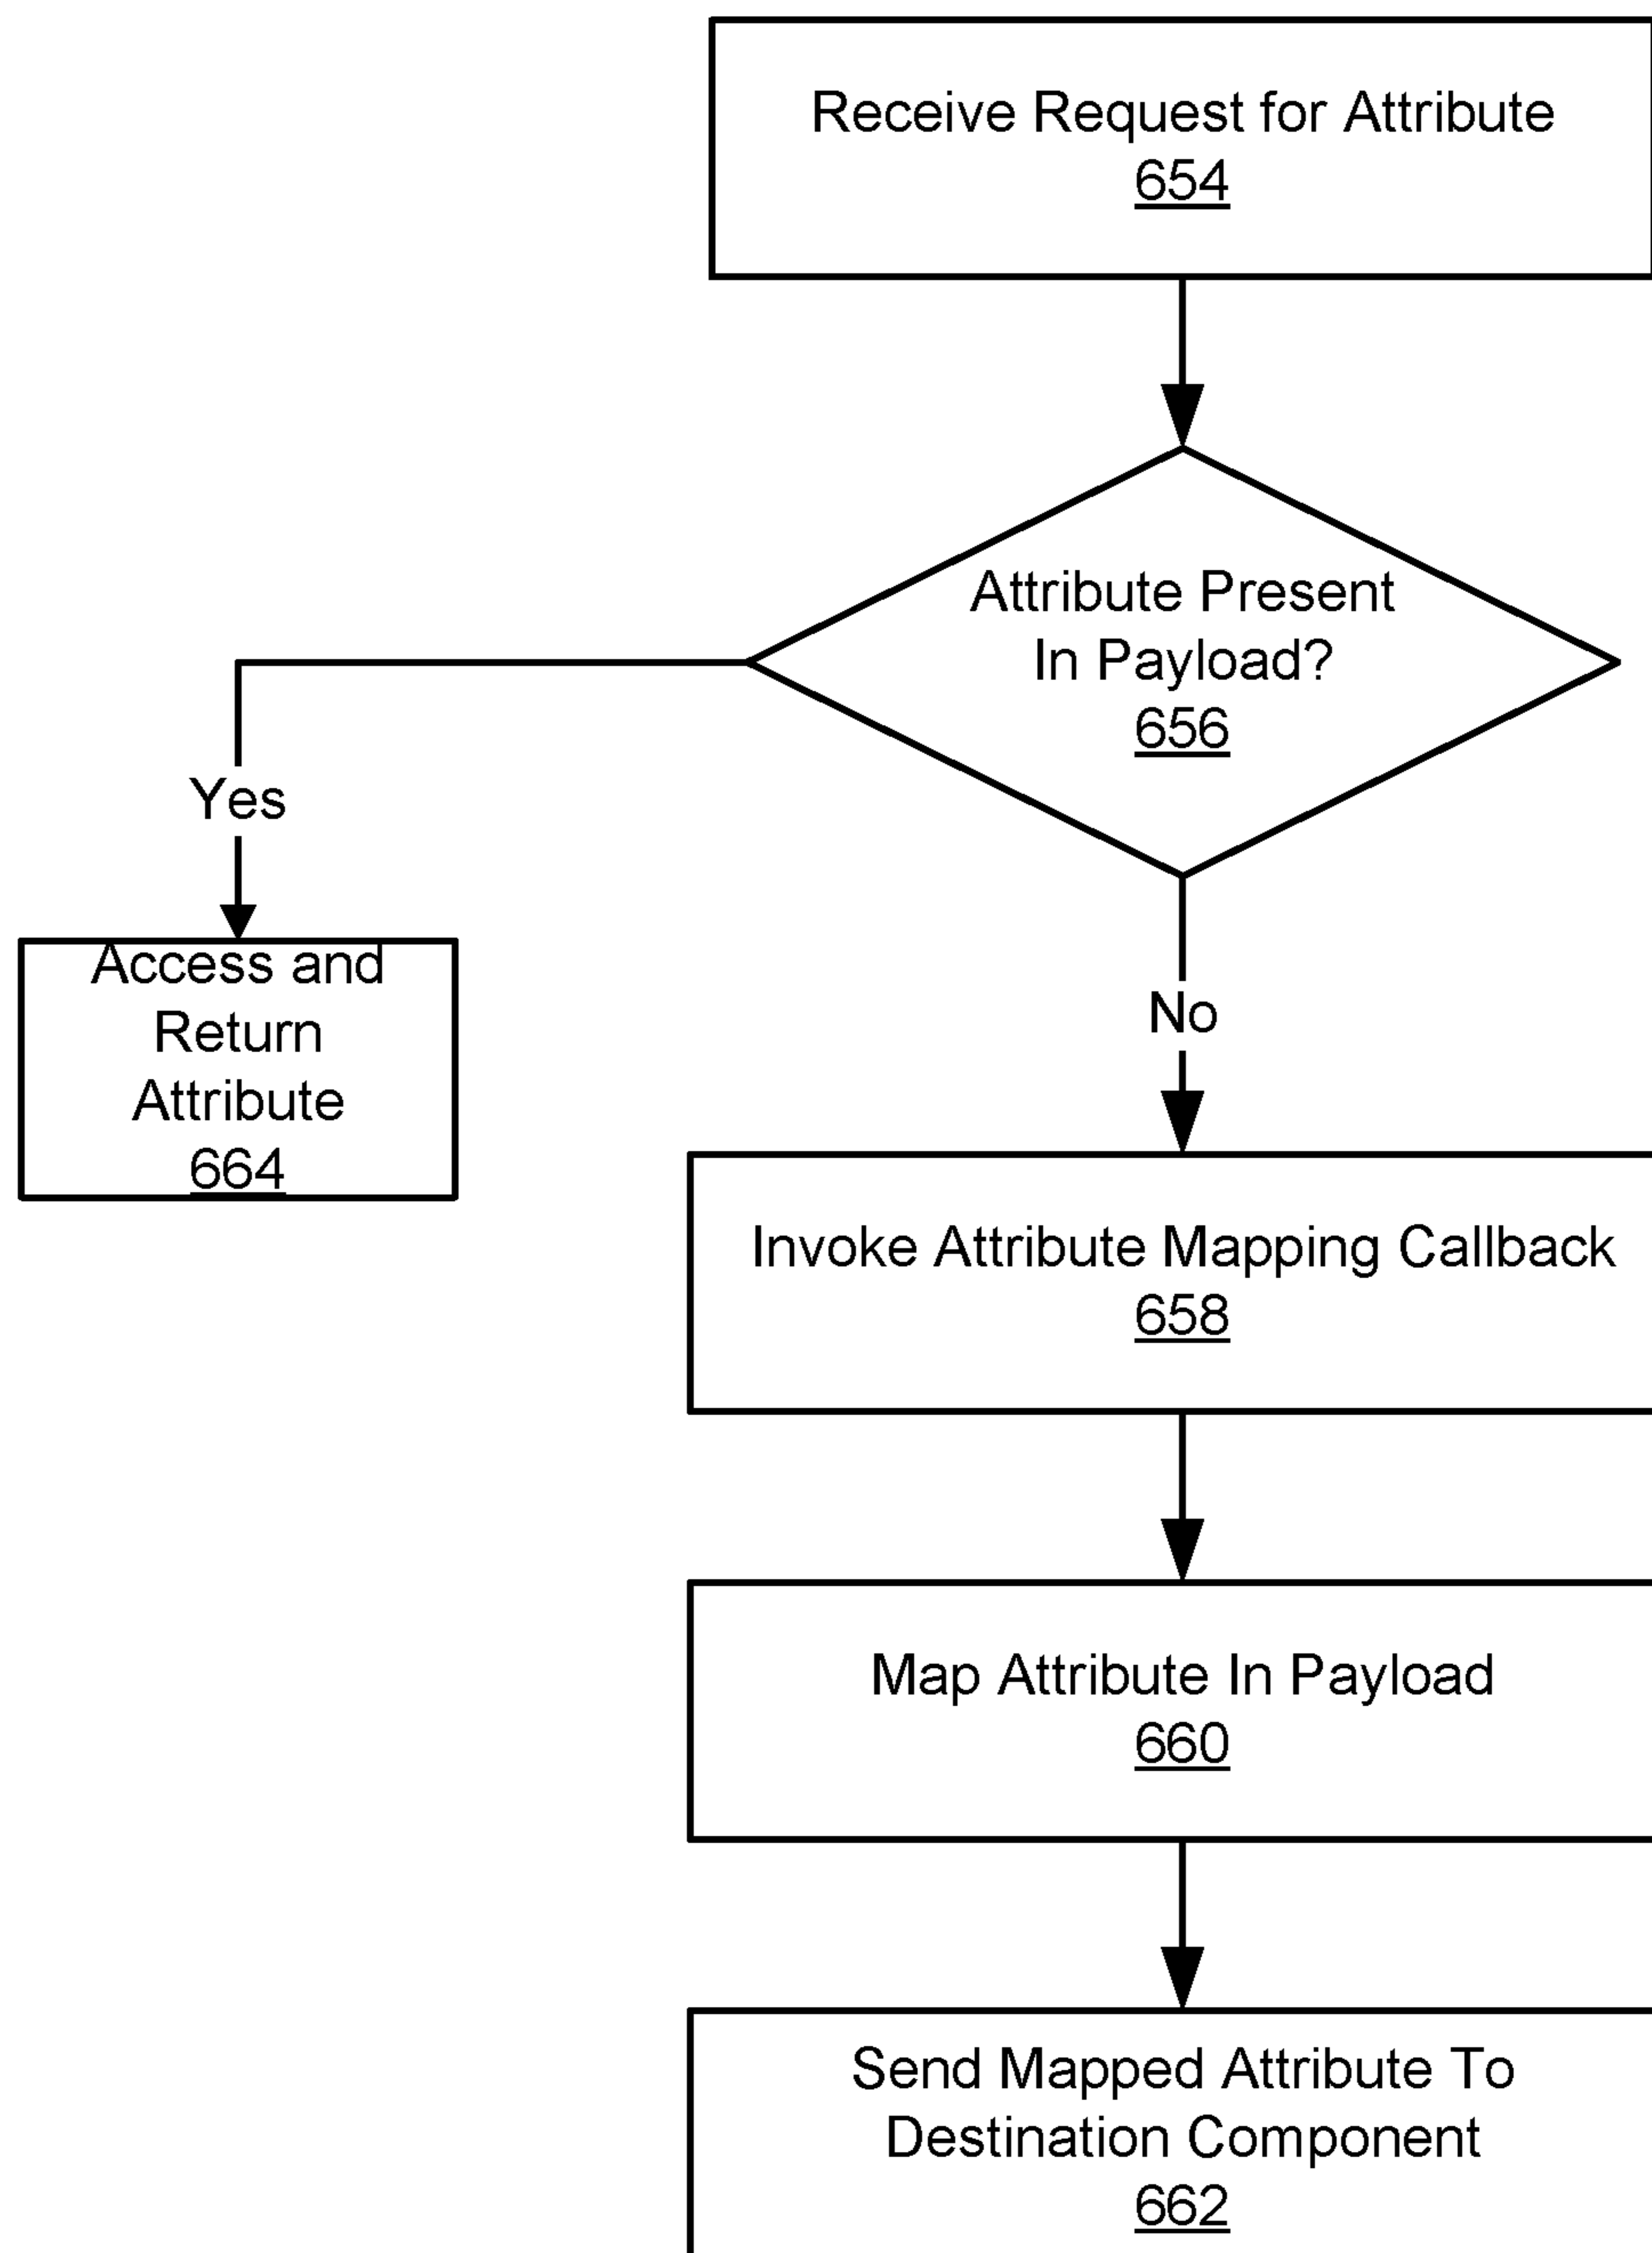 Receive Request for Attribute
654
Attribute Present
In Payload?
656
Yes
Access and
Return
Attribute
664
No
Invoke Attribute Mapping Callback
658
Map Attribute In Payload
660
Send Mapped Attribute To
Destination Component
662